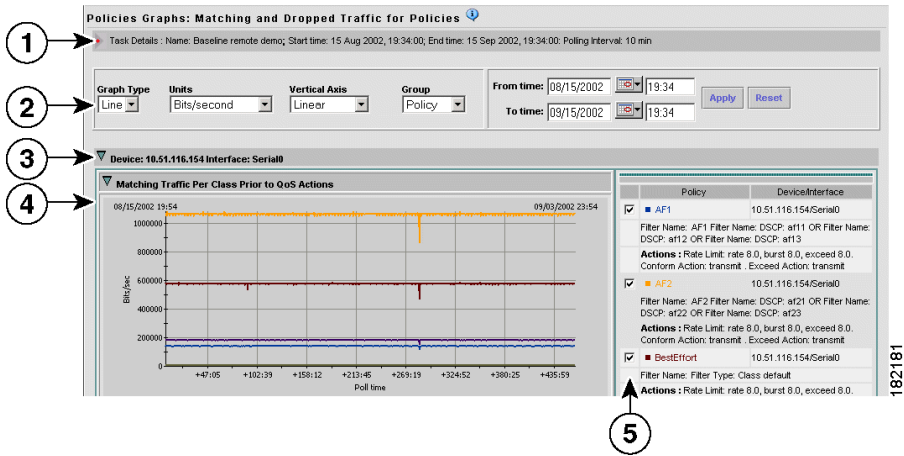 Policies Graphs: Matching and Dropped Traffic for Policies i
1
Task Details : Name: Baseline remote demo; Start time: 15 Aug 2002, 19:34:00; End time: 15 Sep 2002, 19:34:00: Polling Interval: 10 min
2
Graph Type Units Vertical Axis Group
Line Bits/second Linear Policy
From time: 08/15/2002 19:34
To time: 09/15/2002 19:34
Apply Reset
3
Device: 10.51.116.154 Interface: Serial0
4
Matching Traffic Per Class Prior to QoS Actions
08/15/2002 19:54 09/03/2002 23:54
1000000
800000
600000
400000
200000
0
Bits/sec
+47:05 +102:39 +158:12 +213:45 +269:19 +324:52 +380:25 +435:59
Poll time
Policy Device/Interface
AF1 10.51.116.154/Serial0
Filter Name: AF1 Filter Name: DSCP: af11 OR Filter Name:
DSCP: af12 OR Filter Name: DSCP: af13
Actions : Rate Limit: rate 8.0, burst 8.0, exceed 8.0.
Conform Action: transmit . Exceed Action: transmit
AF2 10.51.116.154/Serial0
Filter Name: AF2 Filter Name: DSCP: af21 OR Filter Name:
DSCP: af22 OR Filter Name: DSCP: af23
Actions : Rate Limit: rate 8.0, burst 8.0, exceed 8.0.
Conform Action: transmit . Exceed Action: transmit
BestEffort 10.51.116.154/Serial0
Filter Name: Filter Type: Class default
Actions : Rate Limit: rate 8.0, burst 8.0, exceed 8.0.
5
182181